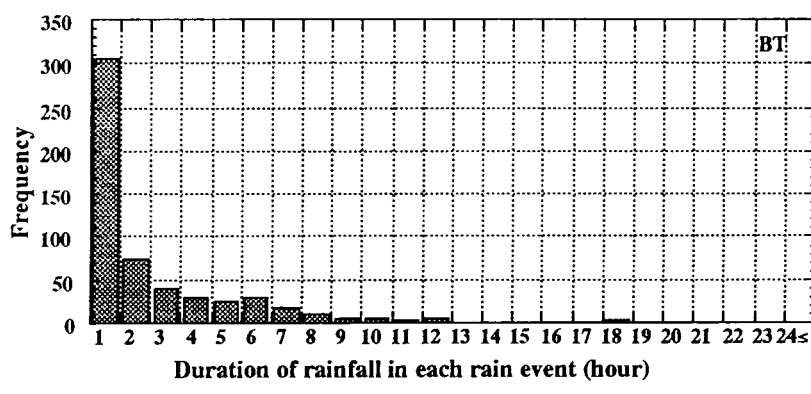 350
BT
300
250
200
150
100
50
0
Frequency
1 2 3 4 5 6 7 8 9 10 11 12 13 14 15 16 17 18 19 20 21 22 23 24≤
Duration of rainfall in each rain event (hour)